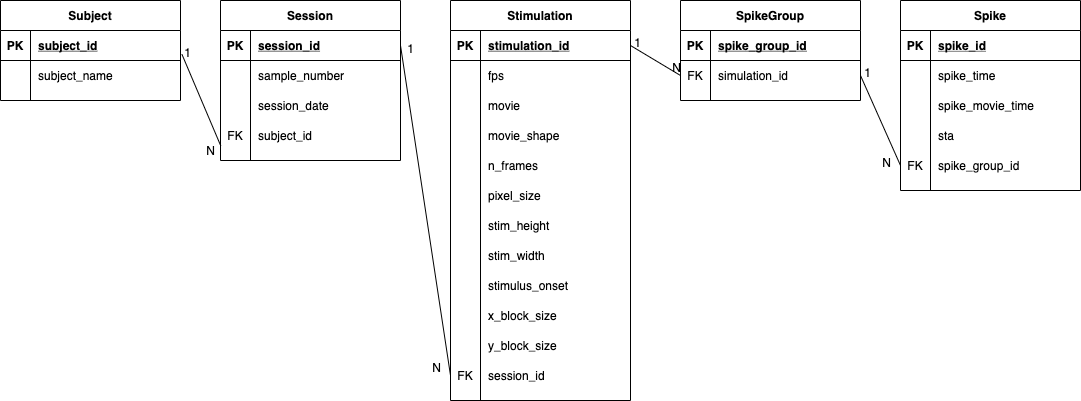 Subject
PK subject_id
subject_name
1
N
Session
PK session_id
sample_number
session_date
FK subject_id
1
N
Stimulation
PK stimulation_id
fps
movie
movie_shape
n_frames
pixel_size
stim_height
stim_width
stimulus_onset
x_block_size
y_block_size
FK session_id
1
N
SpikeGroup
PK spike_group_id
FK simulation_id
1
N
Spike
PK spike_id
spike_time
spike_movie_time
sta
FK spike_group_id